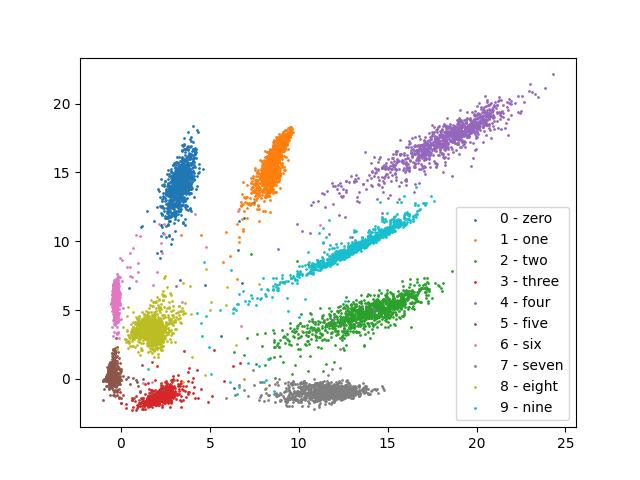 20
15
10
5
0
0 5 10 15 20 25
0 - zero
1 - one
2 - two
3 - three
4 - four
5 - five
6 - six
7 - seven
8 - eight
9 - nine